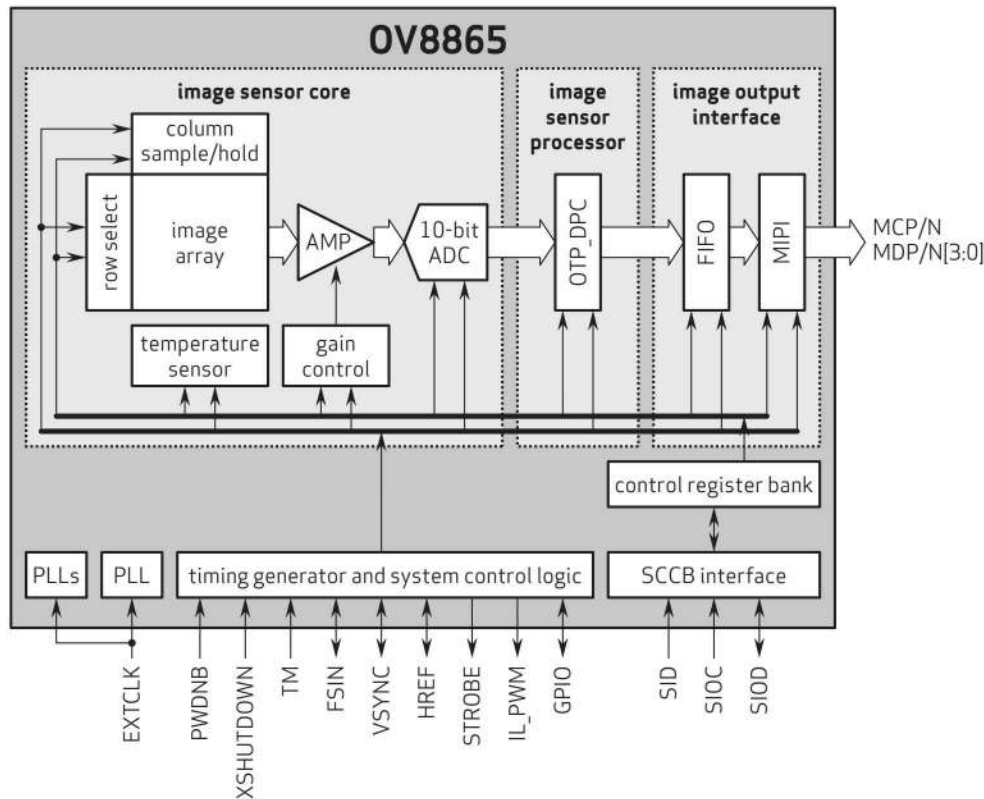 OV8865
image sensor core
image
sensor
processor
image output
interface
column
sample/hold
row select
image
array
AMP
10-bit
ADC
OTP_DPC
FIFO
MIPI
MCP/N
MDP/N[3:0]
temperature
sensor
gain
control
control register bank
PLLs
PLL
timing generator and system control logic
SCCB interface
EXTCLK
PWDNB
XSHUTDOWN
TM
FSIN
VSYNC
HREF
STROBE
IL_PWM
GPIO
SID
SIOC
SIOD